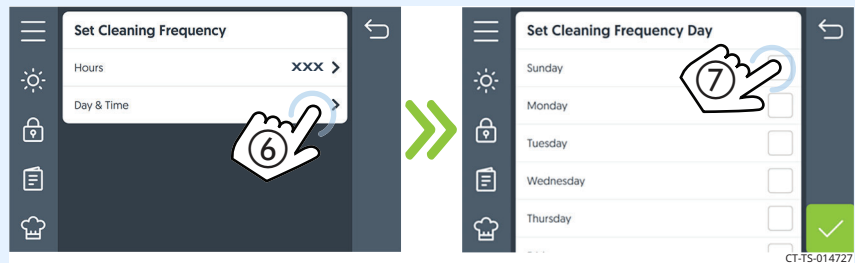 Set Cleaning Frequency
Hours XXX
Day & Time
6
Set Cleaning Frequency Day
Sunday
7
Monday
Tuesday
Wednesday
Thursday
CT-TS-014727